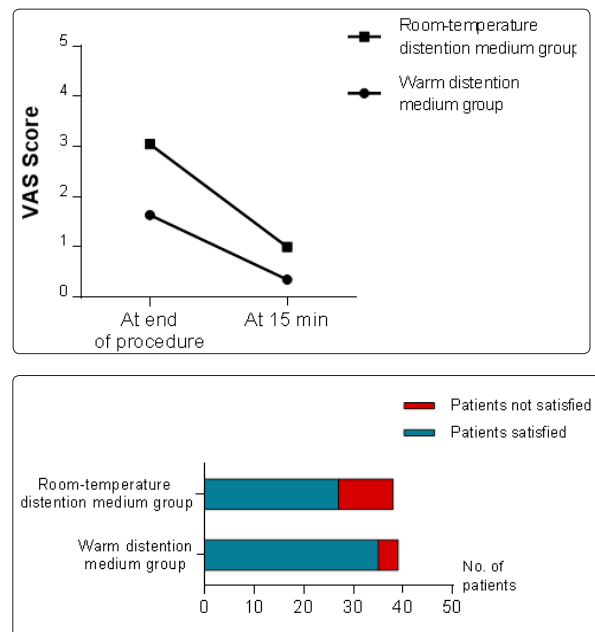 Room-temperature
distention medium group
Warm distention
medium group
VAS Score
5
4
3
2
1
0
At end
of procedure
At 15 min
Patients not satisfied
Patients satisfied
Room-temperature
distention medium group
Warm distention
medium group
No. of
patients
0 10 20 30 40 50